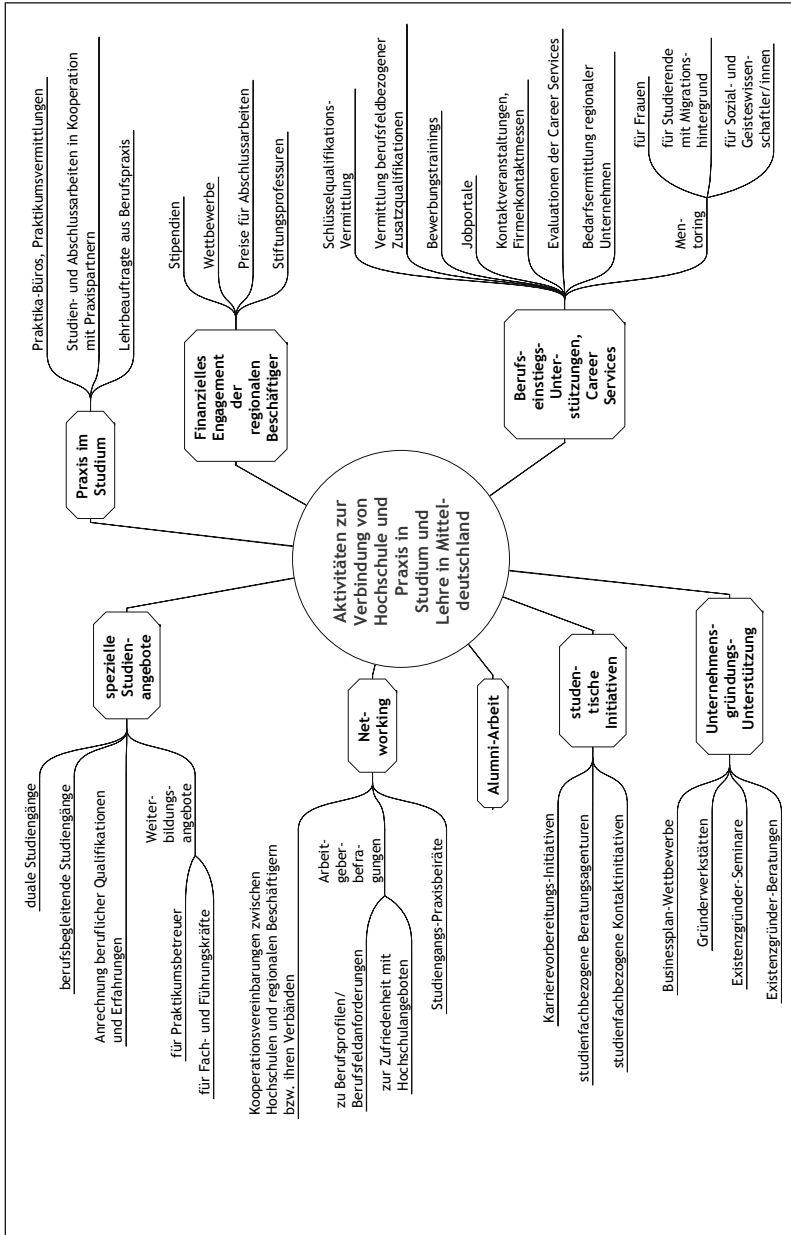 Aktivitäten zur
Verbindung von
Hochschule und
Praxis in
Studium und
Lehre in Mittel-
deutschland
Praxis im
Studium
Praktika-Büros, Praktikumsvermittlungen
Studien- und Abschlussarbeiten in Kooperation
mit Praxispartnern
Lehrbeauftragte aus Berufspraxis
Finanzielles
Engagement
der
regionalen
Beschäftiger
Stipendien
Wettbewerbe
Preise für Abschlussarbeiten
Stiftungsprofessuren
Berufs-
einstiegs-
Unter-
stützungen,
Career
Services
Schlüsselqualifikations-
Vermittlung
Vermittlung berufsfeldbezogener
Zusatzqualifikationen
Bewerbungstrainings
Jobportale
Kontaktveranstaltungen,
Firmenkontaktmessen
Evaluationen der Career Services
Bedarfsermittlung regionaler
Unternehmen
Men-
toring
für Frauen
für Studierende
mit Migrations-
hintergrund
für Sozial- und
Geisteswissen-
schaftler/innen
spezielle
Studien-
angebote
duale Studiengänge
berufsbegleitende Studiengänge
Anrechnung beruflicher Qualifikationen
und Erfahrungen
Weiter-
bildungs-
angebote
für Praktikumsbetreuer
für Fach- und Führungskräfte
Net-
working
Kooperationsvereinbarungen zwischen
Hochschulen und regionalen Beschäftigern
bzw. ihren Verbänden
Arbeit-
geber-
befra-
gungen
zu Berufsprofilen/
Berufsfeldanforderungen
zur Zufriedenheit mit
Hochschulangeboten
Studiengangs-Praxisbeiräte
Alumni-Arbeit
studen-
tische
Initiativen
Karrierevorbereitungs-Initiativen
studienfachbezogene Beratungsagenturen
studienfachbezogene Kontaktinitiativen
Unternehmens-
gründungs-
Unterstützung
Businessplan-Wettbewerbe
Gründerwerkstätten
Existenzgründer-Seminare
Existenzgründer-Beratungen